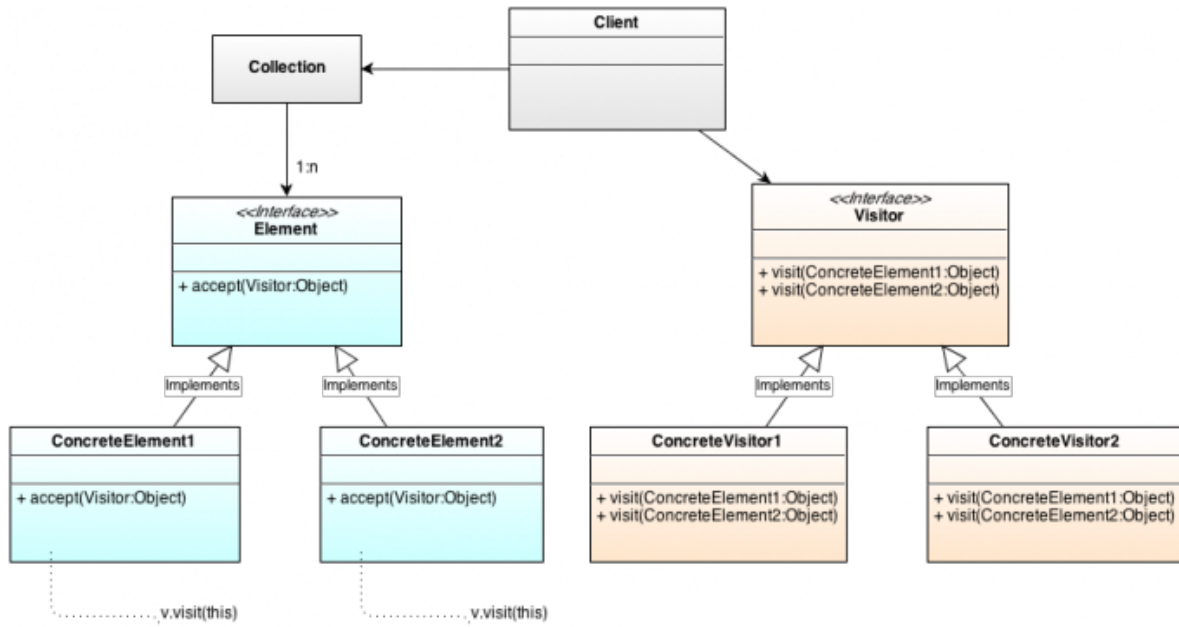 Client
Collection
1:n
<<Interface>>
Element
+ accept(Visitor:Object)
<<Interface>>
Visitor
+ visit(ConcreteElement1:Object)
+ visit(ConcreteElement2:Object)
Implements
Implements
Implements
Implements
ConcreteElement1
+ accept(Visitor:Object)
ConcreteElement2
+ accept(Visitor:Object)
ConcreteVisitor1
+ visit(ConcreteElement1:Object)
+ visit(ConcreteElement2:Object)
ConcreteVisitor2
+ visit(ConcreteElement1:Object)
+ visit(ConcreteElement2:Object)
v.visit(this)
v.visit(this)